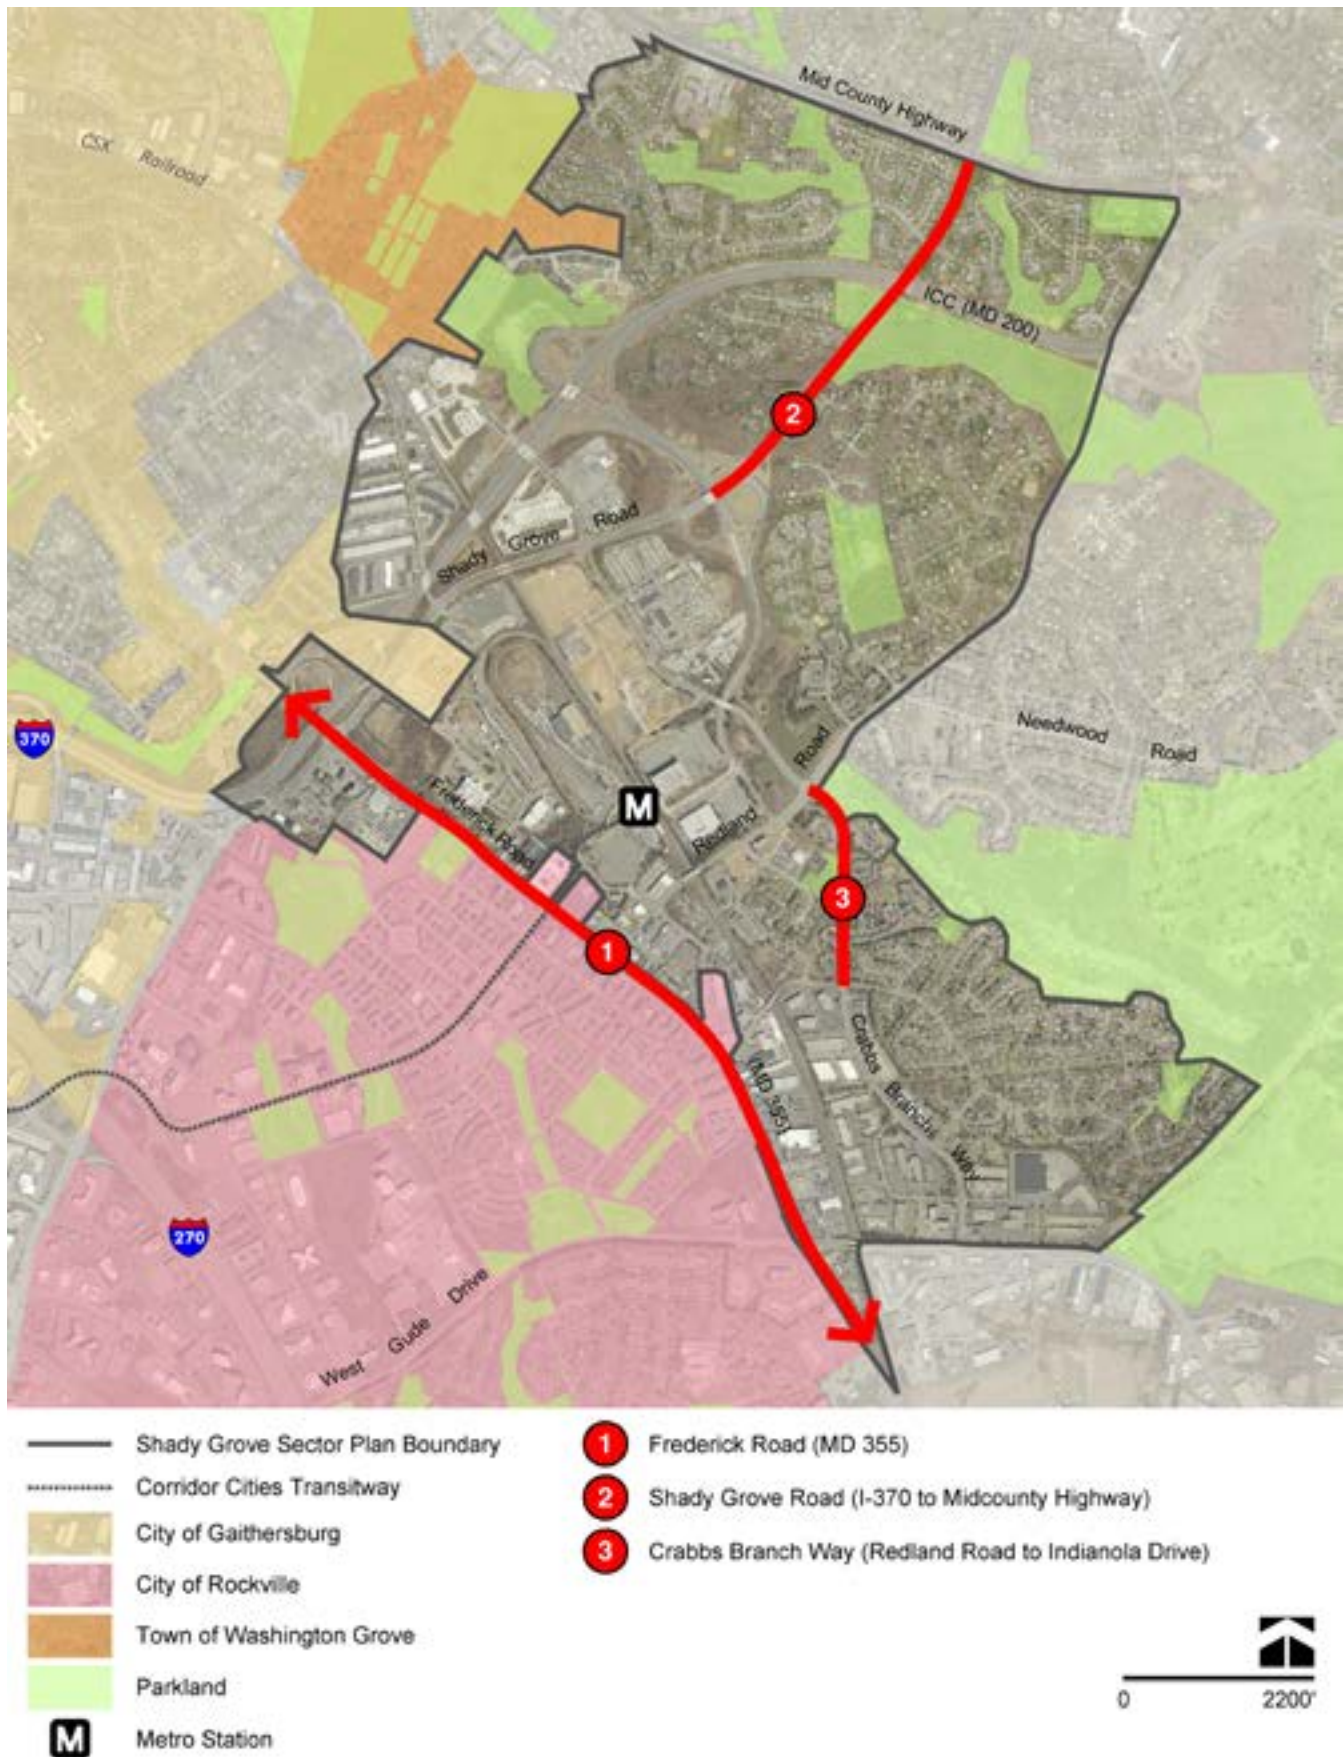 Mid County Highway
CSX Railroad
ICC (MD 200)
2
Shady Grove Road
370
Needwood Road
Road
Frederick Road
M
Redland
3
1
Crabbs Branch Way
(MD 355)
270
West Gude Drive
Shady Grove Sector Plan Boundary
Corridor Cities Transitway
City of Gaithersburg
City of Rockville
Town of Washington Grove
Parkland
M Metro Station
1 Frederick Road (MD 355)
2 Shady Grove Road (I-370 to Midcounty Highway)
3 Crabbs Branch Way (Redland Road to Indianola Drive)
0 2200'